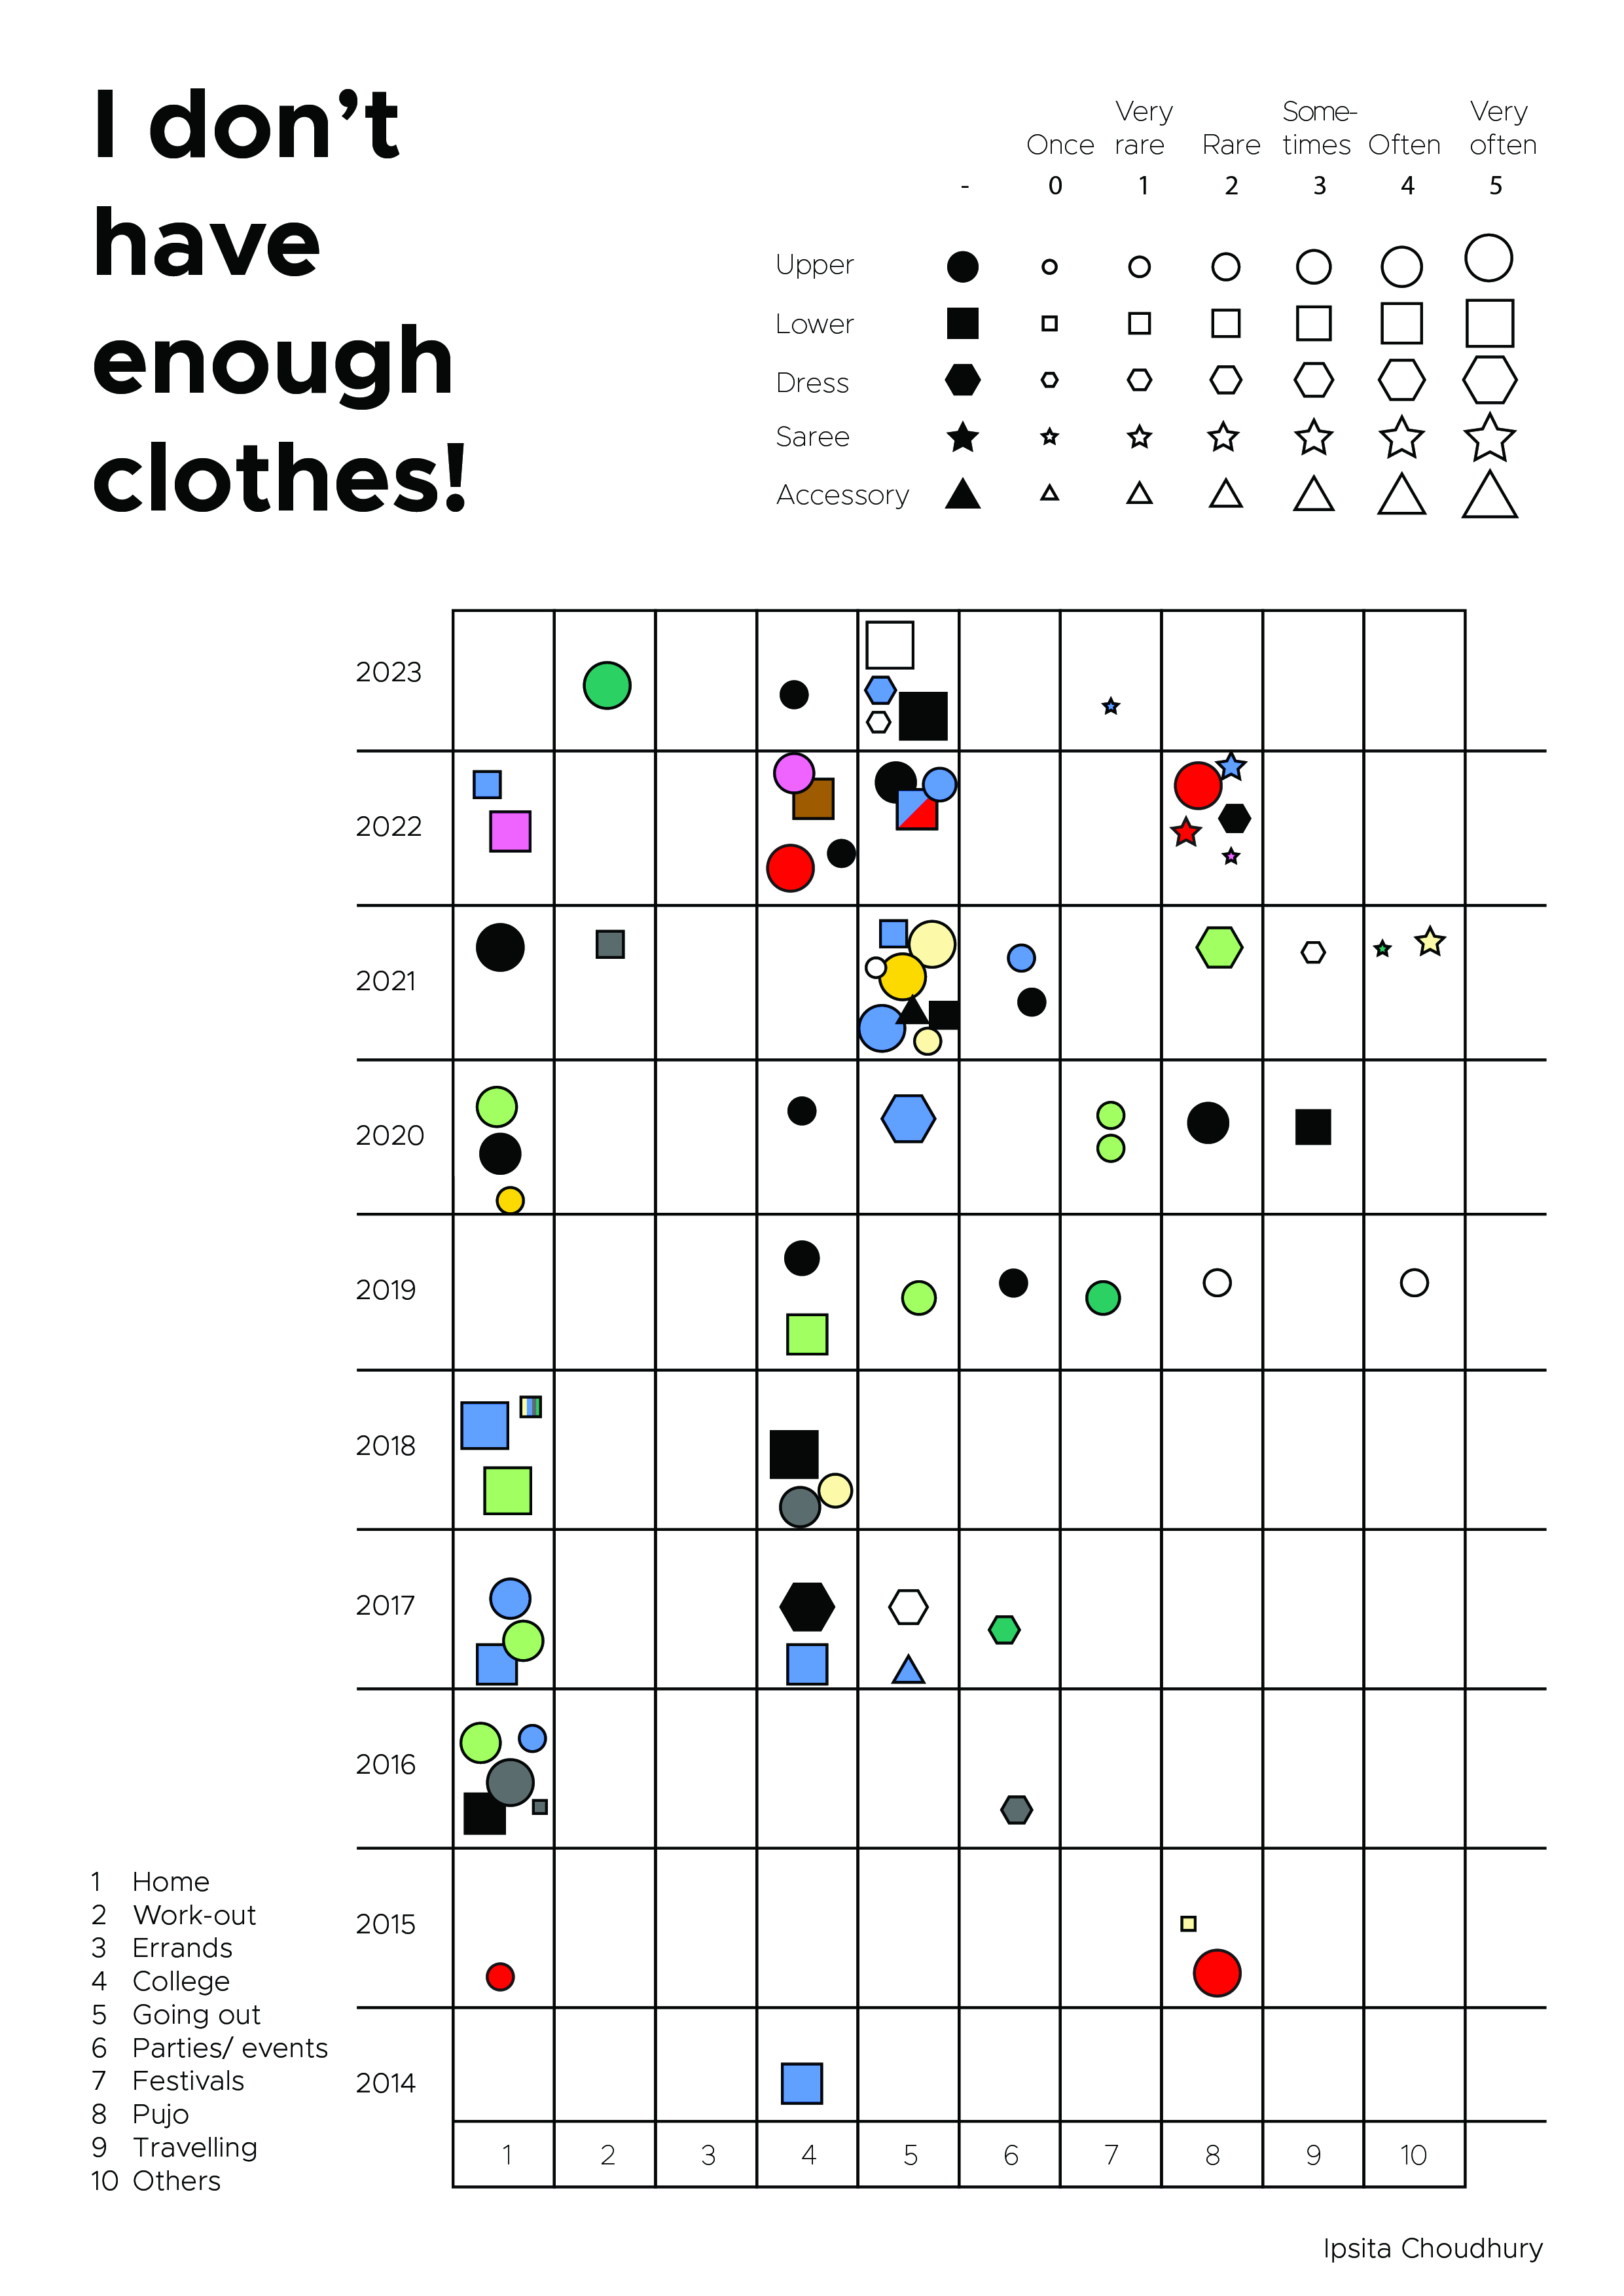 I don’t
have
enough
clothes!
Once
Very
rare
Rare
Some-
times
Often
Very
often
- 0 1 2 3 4 5
Upper
Lower
Dress
Saree
Accessory
2023
2022
2021
2020
2019
2018
2017
2016
2015
2014
1 2 3 4 5 6 7 8 9 10
1 Home
2 Work-out
3 Errands
4 College
5 Going out
6 Parties/ events
7 Festivals
8 Pujo
9 Travelling
10 Others
Ipsita Choudhury